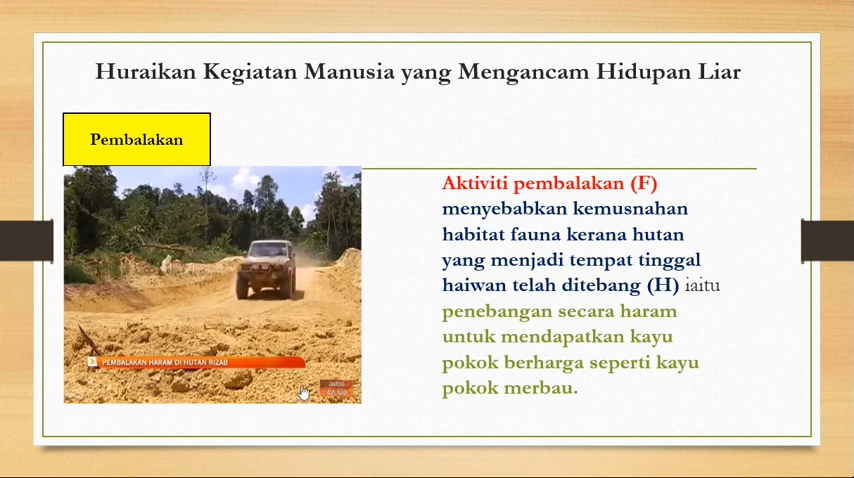 Huraikan Kegiatan Manusia yang Mengancam Hidupan Liar
Pembalakan
Aktiviti pembalakan (F)
menyebabkan kemusnahan
habitat fauna kerana hutan
yang menjadi tempat tinggal
haiwan telah ditebang (H) iaitu
penebangan secara haram
untuk mendapatkan kayu
pokok berharga seperti kayu
pokok merbau.
PEMBALAKAN HARAM DI HUTAN RIZAB
astro